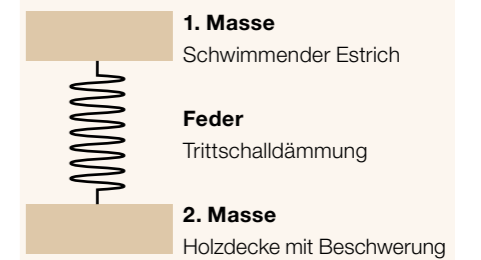 1. Masse
Schwimmender Estrich
Feder
Trittschalldämmung
2. Masse
Holzdecke mit Beschwerung